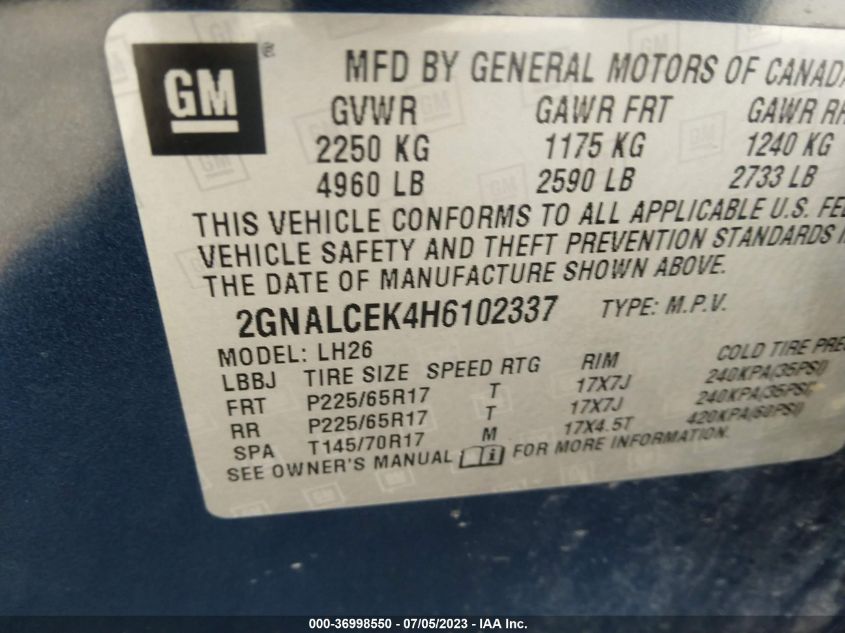 GM ®
MFD BY GENERAL MOTORS OF CANADA
GVWR GAWR FRT GAWR
2250 KG 1175 KG 1240 KG
4960 LB 2590 LB 2733 LB
THIS VEHICLE CONFORMS TO ALL APPLICABLE U.S.
VEHICLE SAFETY AND THEFT PREVENTION STANDARDS
THE DATE OF MANUFACTURE SHOWN ABOVE.
2GNALCEK4H6102337 TYPE: M.P.V.
MODEL: LH26
LBBJ TIRE SIZE SPEED RTG RIM COLD TIRE
FRT P225/65R17 T 17X7J 240KPA(35PSI)
RR P225/65R17 T 17X7J 240KPA(35PSI)
SPA T145/70R17 M 17X4.5T 420KPA(60PSI)
SEE OWNER'S MANUAL FOR MORE INFORMATION.
000-36998550 - 07/05/2023 - IAA Inc.